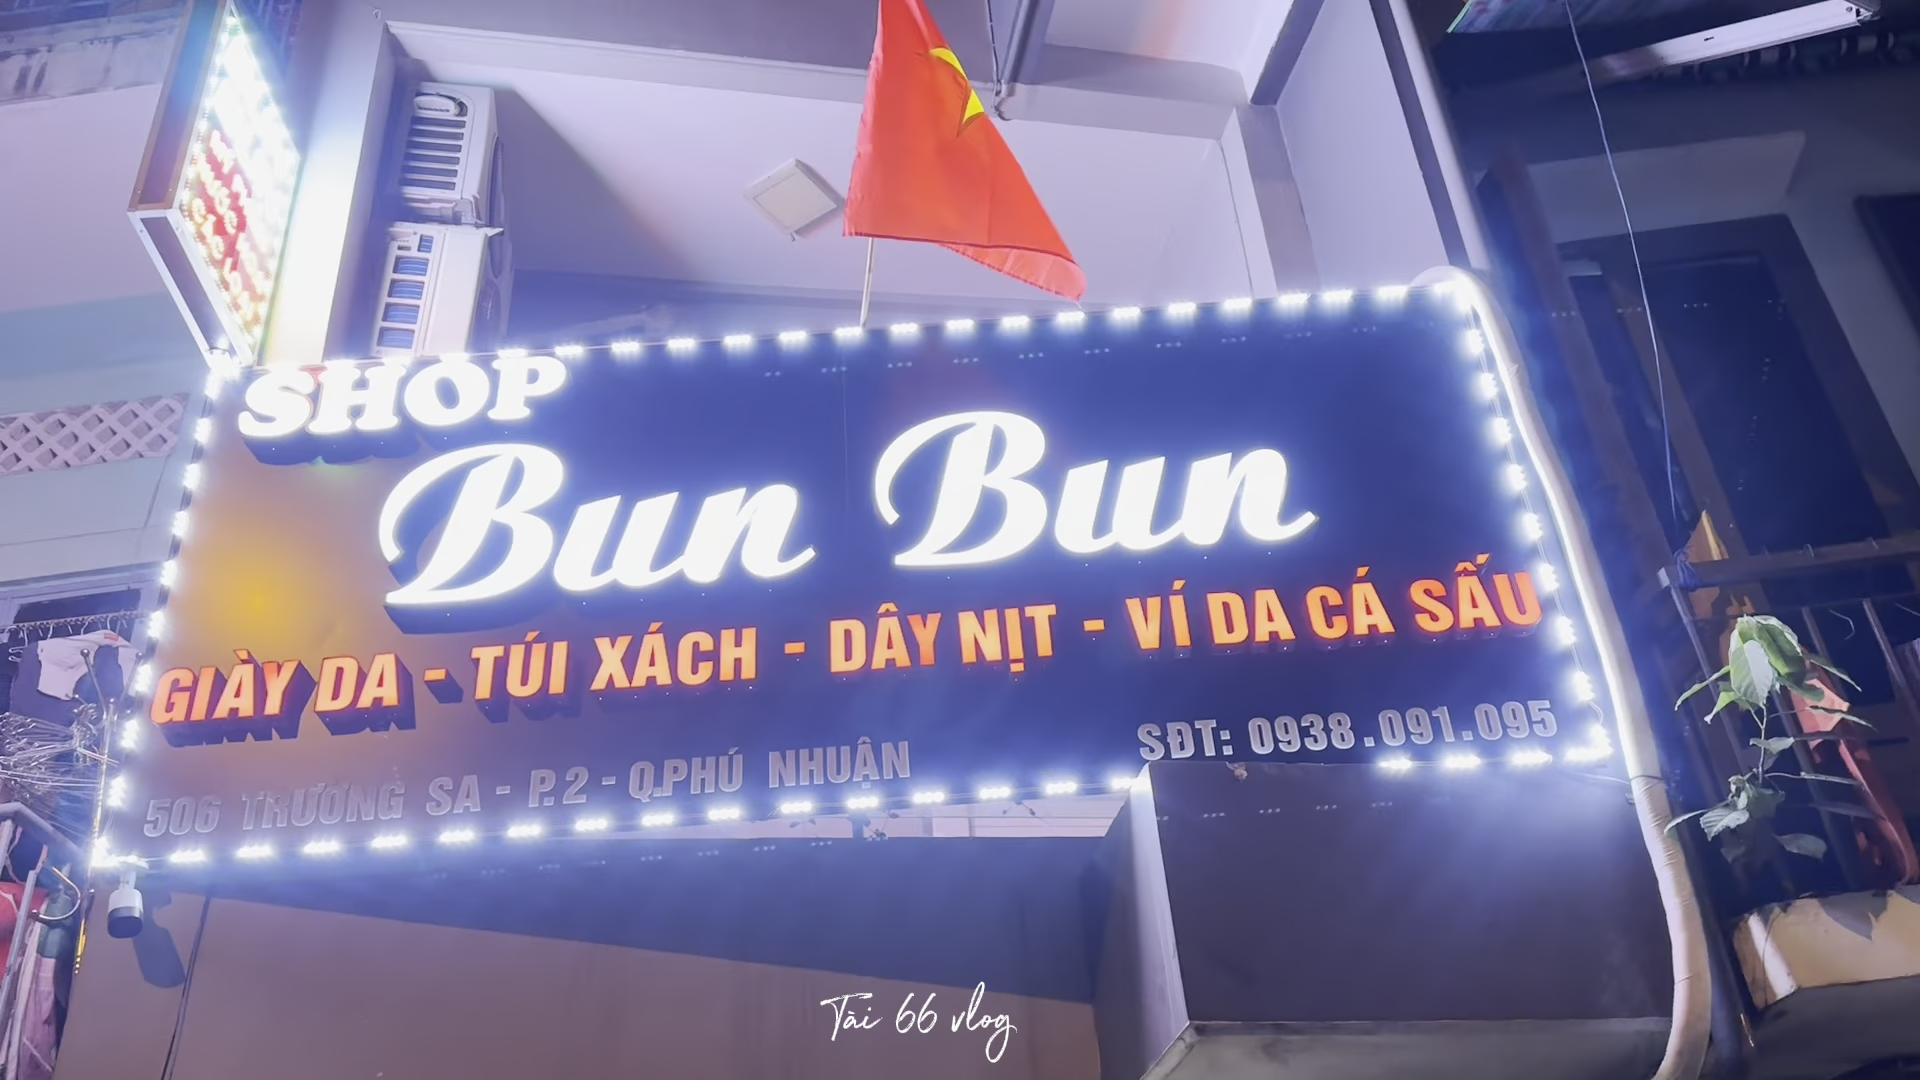 SHOP
Bun Bun
GIÀY DA - TÚI XÁCH - DÂY NỊT - VÍ DA CÁ SẤU
506 TRƯỜNG SA - P.2 - Q.PHÚ NHUẬN
SĐT: 0938.091.095
Tài 66 vlog